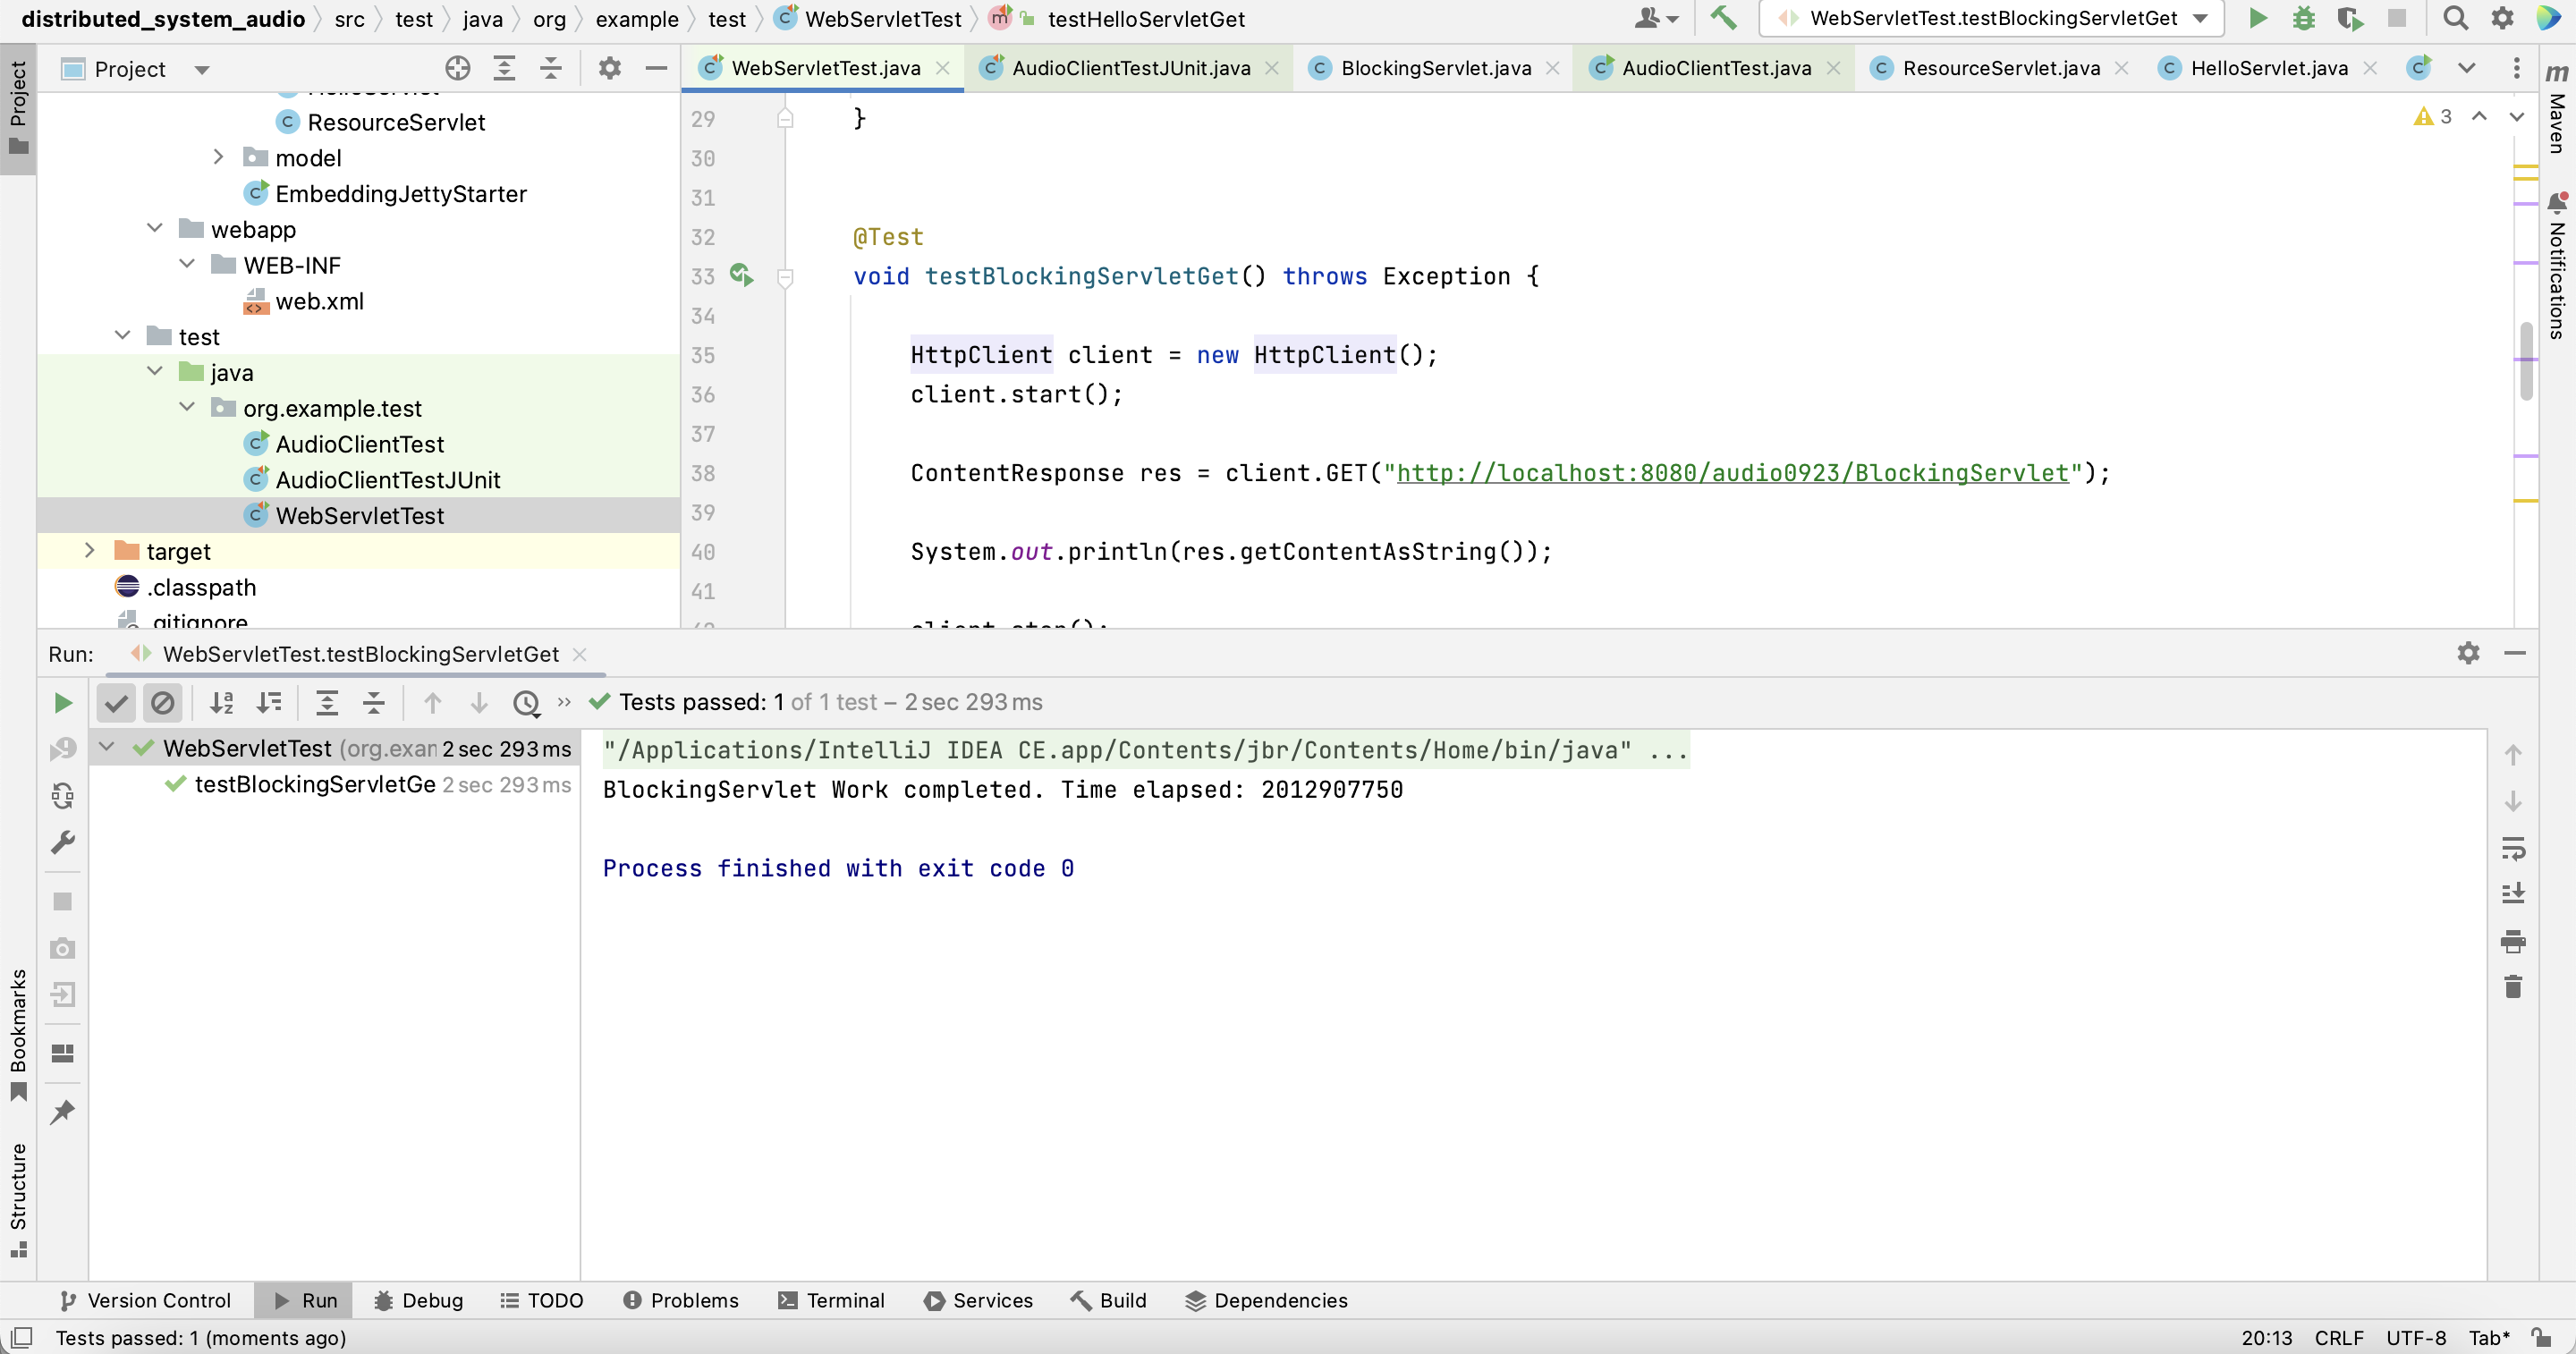 distributed_system_audio src test java org example test WebServletTest testHelloServletGet WebServletTest.testBlockingServletGet
Project
WebServletTest.java AudioClientTestJUnit.java BlockingServlet.java AudioClientTest.java ResourceServlet.java HelloServlet.java
Project
Maven
Notifications
HelloServlet
ResourceServlet
model
EmbeddingJettyStarter
webapp
WEB-INF
web.xml
test
java
org.example.test
AudioClientTest
AudioClientTestJUnit
WebServletTest
target
.classpath
.gitignore
3
29 }
30
31
32 @Test
33 void testBlockingServletGet() throws Exception {
34
35 HttpClient client = new HttpClient();
36 client.start();
37
38 ContentResponse res = client.GET("http://localhost:8080/audio0923/BlockingServlet");
39
40 System.out.println(res.getContentAsString());
41
42 client.stop();
Run: WebServletTest.testBlockingServletGet
Tests passed: 1 of 1 test – 2 sec 293 ms
WebServletTest (org.exan 2 sec 293 ms
testBlockingServletGe 2 sec 293 ms
"/Applications/IntelliJ IDEA CE.app/Contents/jbr/Contents/Home/bin/java" ...
BlockingServlet Work completed. Time elapsed: 2012907750
Process finished with exit code 0
Bookmarks
Structure
Version Control Run Debug TODO Problems Terminal Services Build Dependencies
Tests passed: 1 (moments ago) 20:13 CRLF UTF-8 Tab*